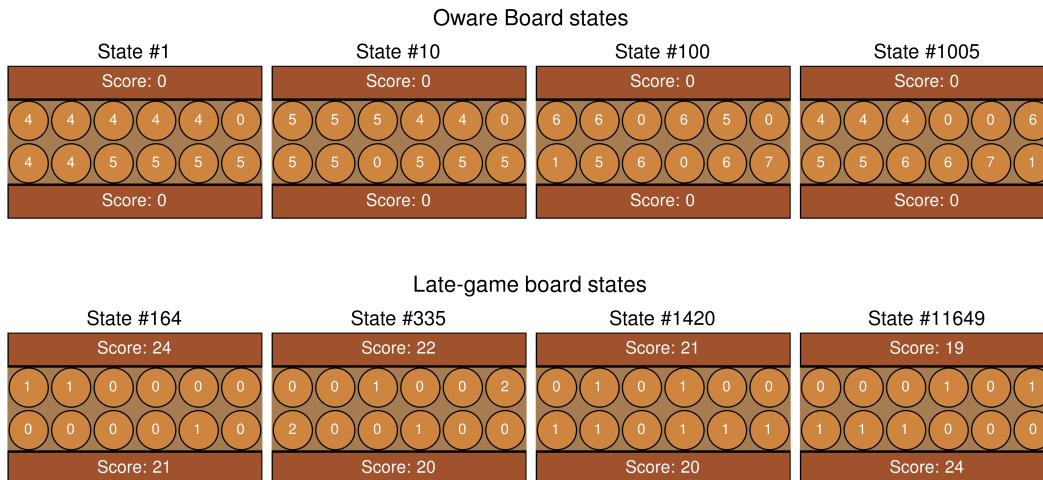 Oware Board states
State #1 State #10 State #100 State #1005
Score: 0 Score: 0 Score: 0 Score: 0
4 4 4 4 4 0 5 5 5 4 4 0 6 6 0 6 5 0 4 4 4 0 0 6
4 4 5 5 5 5 5 5 0 5 5 5 1 5 6 0 6 7 5 5 6 6 7 1
Score: 0 Score: 0 Score: 0 Score: 0
Late-game board states
State #164 State #335 State #1420 State #11649
Score: 24 Score: 22 Score: 21 Score: 19
1 1 0 0 0 0 0 0 1 0 0 2 0 1 0 1 0 0 0 0 0 1 0 1
0 0 0 0 1 0 2 0 0 1 0 0 1 1 0 1 1 1 1 1 1 0 0 0
Score: 21 Score: 20 Score: 20 Score: 24